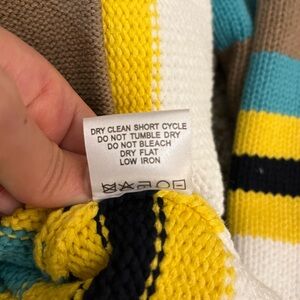 DRY CLEAN SHORT CYCLE
DO NOT TUMBLE DRY
DO NOT BLEACH
DRY FLAT
LOW IRON